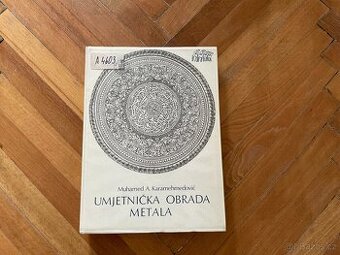 A 4603
Muhamed A. Karamehmedović
UMJETNIČKA OBRADA
METALA